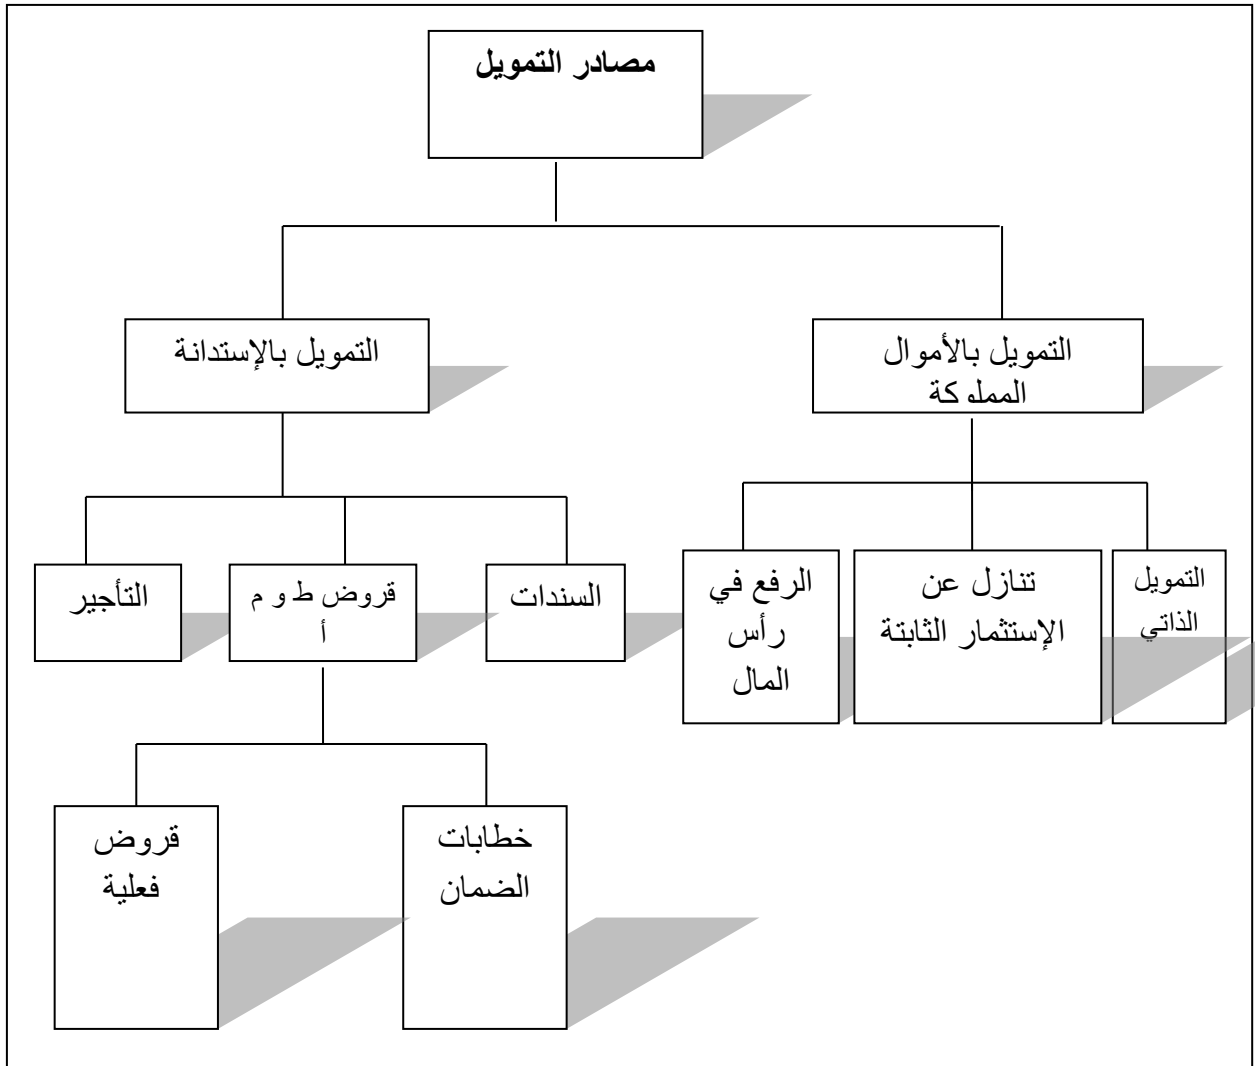 مصادر التمويل
التمويل بالأموال
المملوكة
التمويل بالإستدانة
التمويل
الذاتي
تنازل عن
الإستثمار الثابتة
الرفع في
رأس
المال
السندات
قروض ط و م
أ
التأجير
خطابات
الضمان
قروض
فعلية